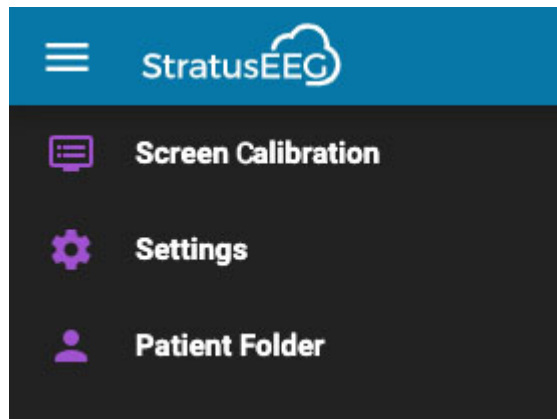 StratusEEG
Screen Calibration
Settings
Patient Folder